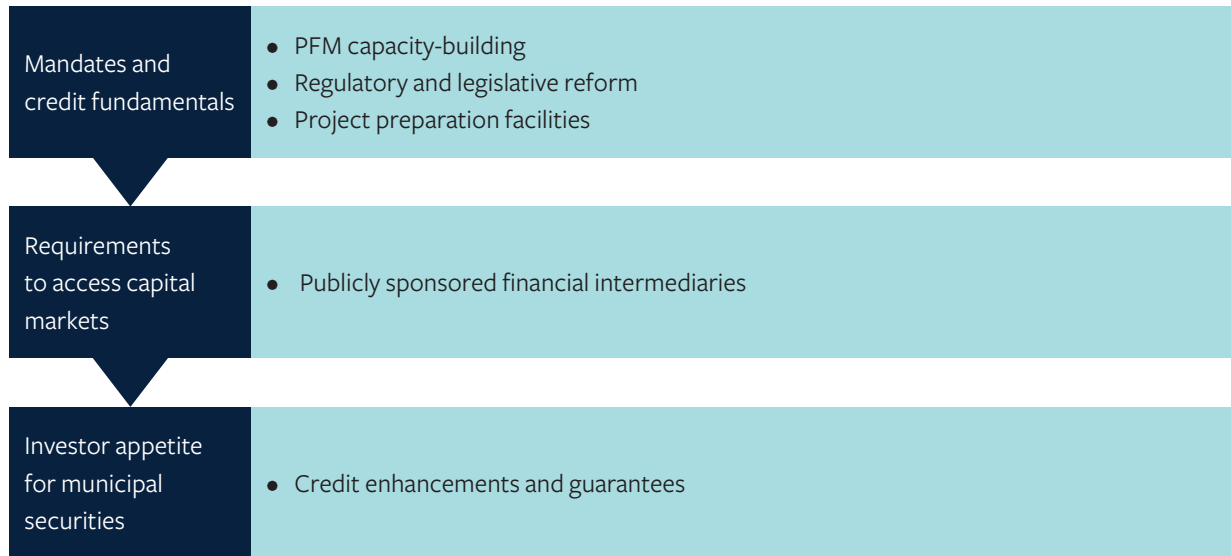 Mandates and
credit fundamentals
• PFM capacity-building
• Regulatory and legislative reform
• Project preparation facilities
Requirements
to access capital
markets
• Publicly sponsored financial intermediaries
Investor appetite
for municipal
securities
• Credit enhancements and guarantees